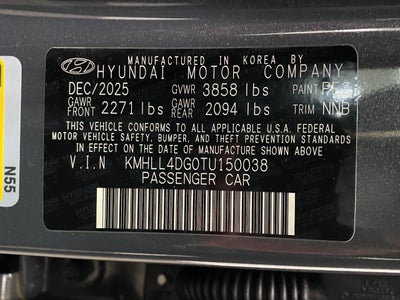 MANUFACTURED IN KOREA BY
HYUNDAI MOTOR COMPANY
DEC/2025 GVWR 3858 lbs PAINT
GAWR FRONT 2271 lbs GAWR REAR 2094 lbs TRIM NNB
THIS VEHICLE CONFORMS TO ALL APPLICABLE U.S.A. FEDERAL
MOTOR VEHICLE SAFETY, BUMPER, AND THEFT PREVENTION STANDARDS
IN EFFECT ON THE DATE OF MANUFACTURE SHOWN ABOVE
V.I.N KMHLL4DG0TU150038
PASSENGER CAR
N55